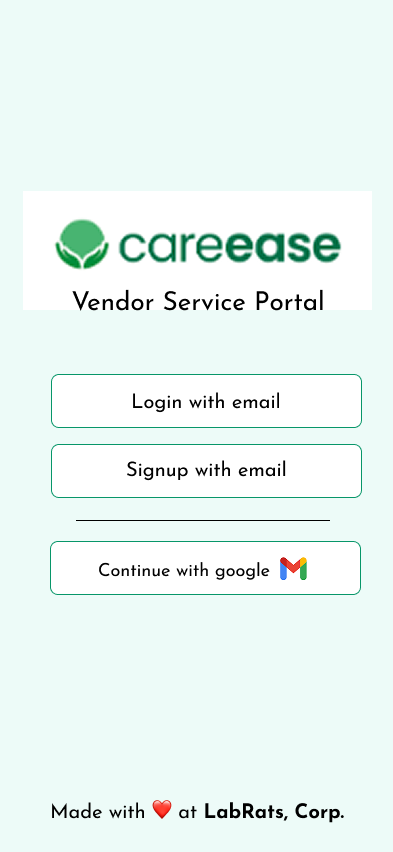 careease
Vendor Service Portal
Login with email
Signup with email
Continue with google
Made with ❤️ at LabRats, Corp.